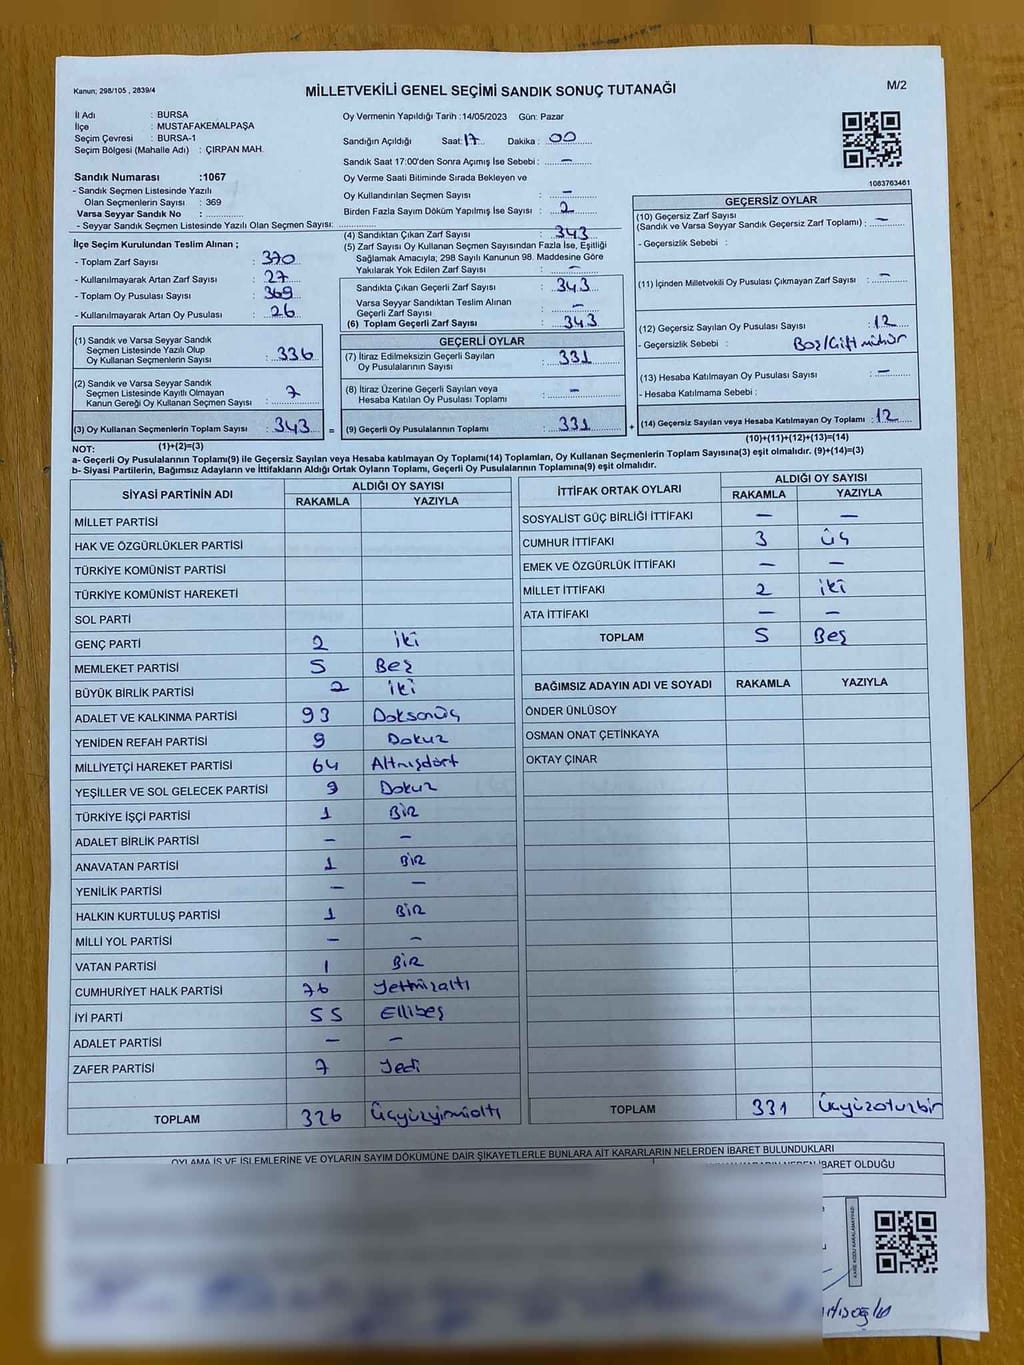 Kanun; 298/105 , 2839/4
MİLLETVEKİLİ GENEL SEÇİMİ SANDIK SONUÇ TUTANAĞI
M/2
İl Adı : BURSA
İlçe : MUSTAFAKEMALPAŞA
Seçim Çevresi : BURSA-1
Seçim Bölgesi (Mahalle Adı) : ÇIRPAN MAH.
Sandık Numarası :1067
- Sandık Seçmen Listesinde Yazılı
Olan Seçmenlerin Sayısı : 369
Varsa Seyyar Sandık No :
- Seyyar Sandık Seçmen Listesinde Yazılı Olan Seçmen Sayısı:
İlçe Seçim Kurulundan Teslim Alınan ;
- Toplam Zarf Sayısı : 370
- Kullanılmayarak Artan Zarf Sayısı : 27
- Toplam Oy Pusulası Sayısı : 369
- Kullanılmayarak Artan Oy Pusulası : 26
(1) Sandık ve Varsa Seyyar Sandık
Seçmen Listesinde Yazılı Olup
Oy Kullanan Seçmenlerin Sayısı : 336
(2) Sandık ve Varsa Seyyar Sandık
Seçmen Listesinde Kayıtlı Olmayan
Kanun Gereği Oy Kullanan Seçmen Sayısı : 7
(3) Oy Kullanan Seçmenlerin Toplam Sayısı : 343 =
(1)+(2)=(3)
Oy Vermenin Yapıldığı Tarih :14/05/2023 Gün: Pazar
Sandığın Açıldığı Saat: 17 Dakika : 00
Sandık Saat 17:00'den Sonra Açımış İse Sebebi : –
Oy Verme Saati Bitiminde Sırada Bekleyen ve
Oy Kullandırılan Seçmen Sayısı : –
Birden Fazla Sayım Döküm Yapılmış İse Sayısı : 2
(4) Sandıktan Çıkan Zarf Sayısı : 343
(5) Zarf Sayısı Oy Kullanan Seçmen Sayısından Fazla İse, Eşitliği
Sağlamak Amacıyla; 298 Sayılı Kanunun 98. Maddesine Göre
Yakılarak Yok Edilen Zarf Sayısı : –
Sandıkta Çıkan Geçerli Zarf Sayısı : 343
Varsa Seyyar Sandıktan Teslim Alınan
Geçerli Zarf Sayısı : –
(6) Toplam Geçerli Zarf Sayısı : 343
GEÇERLİ OYLAR
(7) İtiraz Edilmeksizin Geçerli Sayılan
Oy Pusulalarının Sayısı : 331
(8) İtiraz Üzerine Geçerli Sayılan veya
Hesaba Katılan Oy Pusulası Toplamı : –
(9) Geçerli Oy Pusulalarının Toplamı : 331 +
1083763461
GEÇERSİZ OYLAR
(10) Geçersiz Zarf Sayısı
(Sandık ve Varsa Seyyar Sandık Geçersiz Zarf Toplamı) : –
- Geçersizlik Sebebi :
(11) İçinden Milletvekili Oy Pusulası Çıkmayan Zarf Sayısı : –
(12) Geçersiz Sayılan Oy Pusulası Sayısı : 12
- Geçersizlik Sebebi : Boş/Çift mühür
(13) Hesaba Katılmayan Oy Pusulası Sayısı : –
- Hesaba Katılmama Sebebi :
(14) Geçersiz Sayılan veya Hesaba Katılmayan Oy Toplamı : 12
(10)+(11)+(12)+(13)=(14)
NOT:
a- Geçerli Oy Pusulalarının Toplamı(9) ile Geçersiz Sayılan veya Hesaba katılmayan Oy Toplamı(14) Toplamları, Oy Kullanan Seçmenlerin Toplam Sayısına(3) eşit olmalıdır. (9)+(14)=(3)
b- Siyasi Partilerin, Bağımsız Adayların ve İttifakların Aldığı Ortak Oyların Toplamı, Geçerli Oy Pusulalarının Toplamına(9) eşit olmalıdır.
SİYASİ PARTİNİN ADI ALDIĞI OY SAYISI
RAKAMLA YAZIYLA
MİLLET PARTİSİ
HAK VE ÖZGÜRLÜKLER PARTİSİ
TÜRKİYE KOMÜNİST PARTİSİ
TÜRKİYE KOMÜNİST HAREKETİ
SOL PARTİ
GENÇ PARTİ 2 iki
MEMLEKET PARTİSİ 5 Beş
BÜYÜK BİRLİK PARTİSİ 2 iki
ADALET VE KALKINMA PARTİSİ 93 Doksanüç
YENİDEN REFAH PARTİSİ 9 Dokuz
MİLLİYETÇİ HAREKET PARTİSİ 64 Altmışdört
YEŞİLLER VE SOL GELECEK PARTİSİ 9 Dokuz
TÜRKİYE İŞÇİ PARTİSİ 1 BİR
ADALET BİRLİK PARTİSİ – –
ANAVATAN PARTİSİ 1 BİR
YENİLİK PARTİSİ – –
HALKIN KURTULUŞ PARTİSİ 1 BİR
MİLLİ YOL PARTİSİ – –
VATAN PARTİSİ 1 BİR
CUMHURİYET HALK PARTİSİ 76 Yetmişaltı
İYİ PARTİ 55 Ellibeş
ADALET PARTİSİ – –
ZAFER PARTİSİ 7 Yedi
TOPLAM 326 Üçyüzyirmialtı
İTTİFAK ORTAK OYLARI ALDIĞI OY SAYISI
RAKAMLA YAZIYLA
SOSYALİST GÜÇ BİRLİĞİ İTTİFAKI – –
CUMHUR İTTİFAKI 3 üç
EMEK VE ÖZGÜRLÜK İTTİFAKI – –
MİLLET İTTİFAKI 2 iki
ATA İTTİFAKI – –
TOPLAM 5 Beş
BAĞIMSIZ ADAYIN ADI VE SOYADI RAKAMLA YAZIYLA
ÖNDER ÜNLÜSOY
OSMAN ONAT ÇETİNKAYA
OKTAY ÇINAR
TOPLAM 331 Üçyüzotuzbir
OYLAMA İŞ VE İŞLEMLERİNE VE OYLARIN SAYIM DÖKÜMÜNE DAİR ŞİKAYETLERLE BUNLARA AİT KARARLARIN NELERDEN İBARET BULUNDUKLARI
KARARIN NEDEN İBARET OLDUĞU
KARE KODU KARALAMAYINIZ!